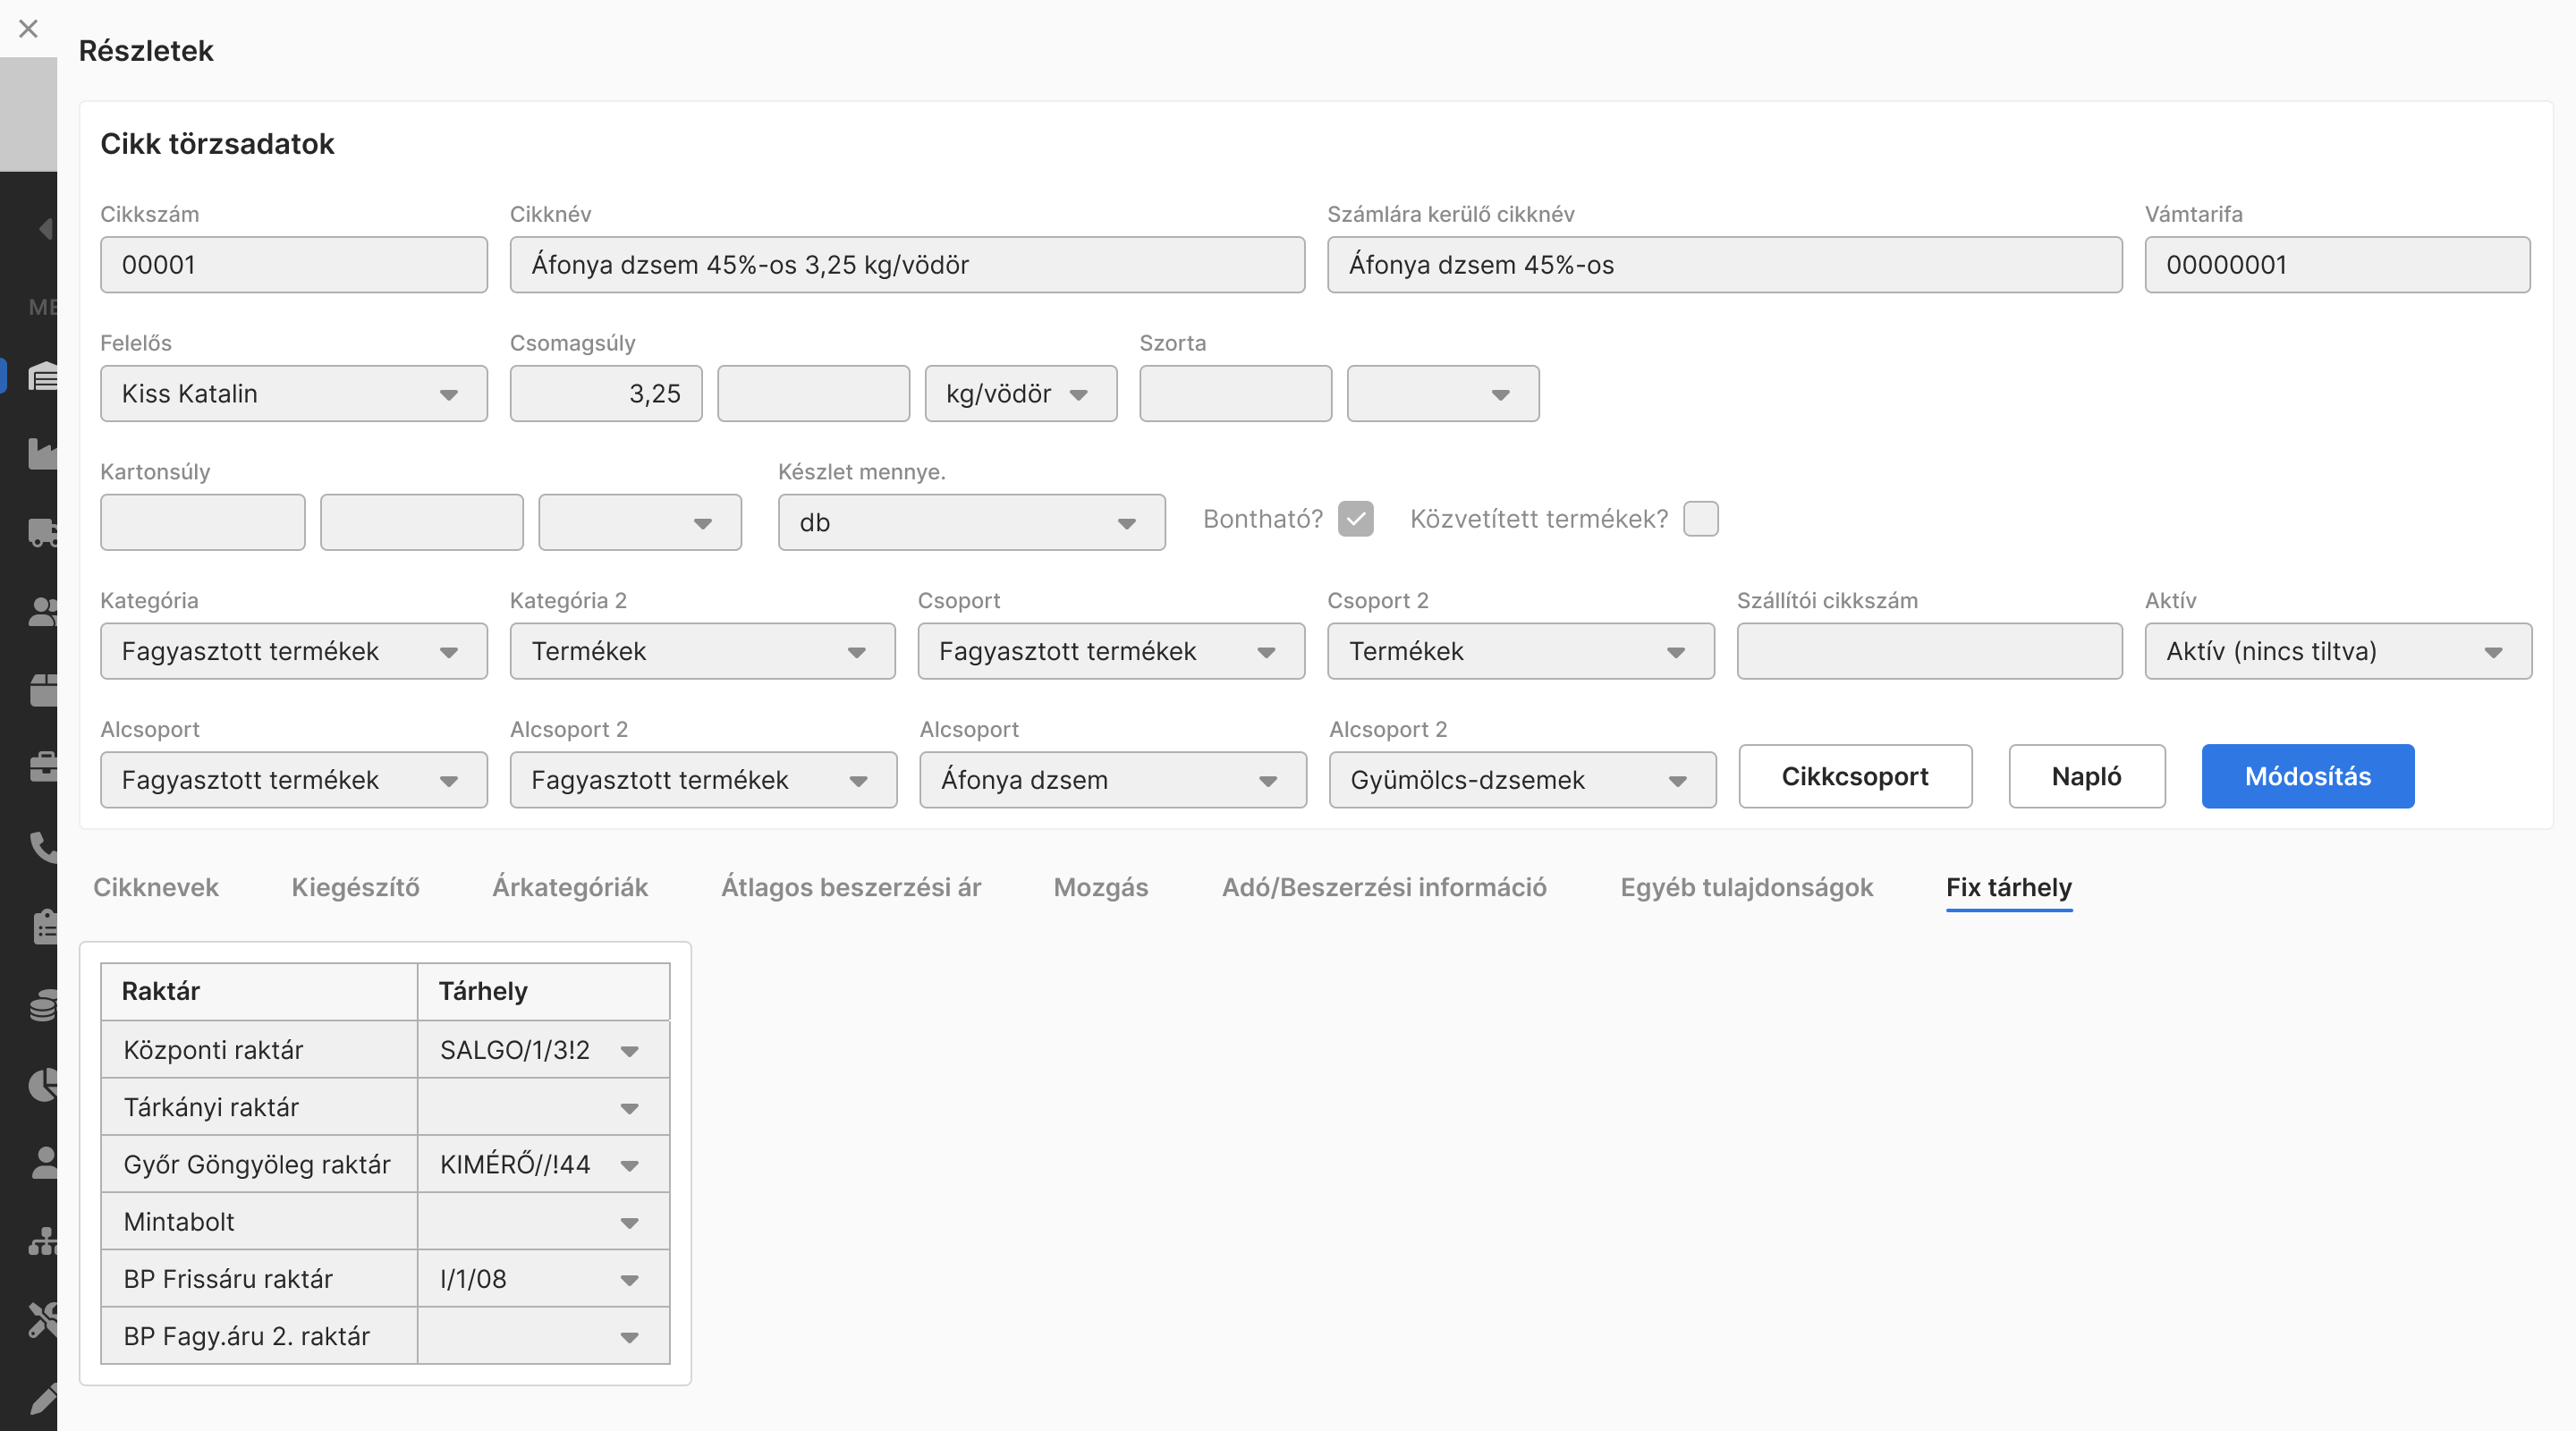 Részletek
Cikk törzsadatok
Cikkszám Cikknév Számlára kerülő cikknév Vámtarifa
00001 Áfonya dzsem 45%-os 3,25 kg/vödör Áfonya dzsem 45%-os 00000001
ME
Felelős Csomagsúly Szorta
Kiss Katalin 3,25 kg/vödör
Kartonsúly Készlet mennye.
db Bontható? Közvetített termékek?
Kategória Kategória 2 Csoport Csoport 2 Szállítói cikkszám Aktív
Fagyasztott termékek Termékek Fagyasztott termékek Termékek Aktív (nincs tiltva)
Alcsoport Alcsoport 2 Alcsoport Alcsoport 2
Fagyasztott termékek Fagyasztott termékek Áfonya dzsem Gyümölcs-dzsemek Cikkcsoport Napló Módosítás
Cikknevek Kiegészítő Árkategóriák Átlagos beszerzési ár Mozgás Adó/Beszerzési információ Egyéb tulajdonságok Fix tárhely
Raktár Tárhely
Központi raktár SALGO/1/3!2
Tárkányi raktár
Győr Göngyöleg raktár KIMÉRŐ//!44
Mintabolt
BP Frissáru raktár I/1/08
BP Fagy.áru 2. raktár